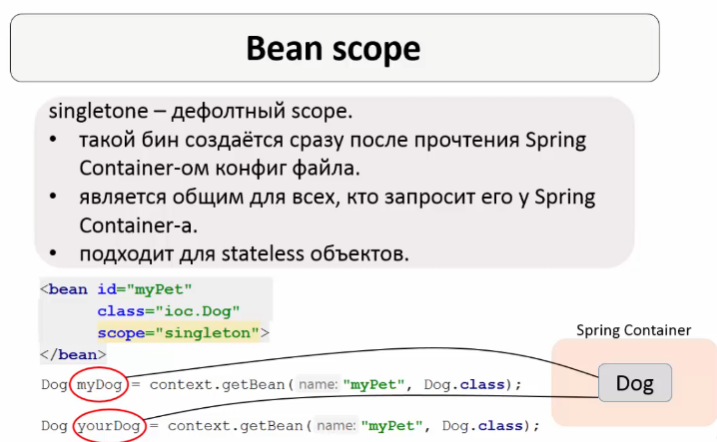 Bean scope
singletone – дефолтный scope.
• такой бин создаётся сразу после прочтения Spring
Container-ом конфиг файла.
• является общим для всех, кто запросит его у Spring
Container-а.
• подходит для stateless объектов.
<bean id="myPet"
class="ioc.Dog"
scope="singleton">
</bean>
Spring Container
Dog myDog = context.getBean( name: "myPet", Dog.class);
Dog
Dog yourDog = context.getBean( name: "myPet", Dog.class);